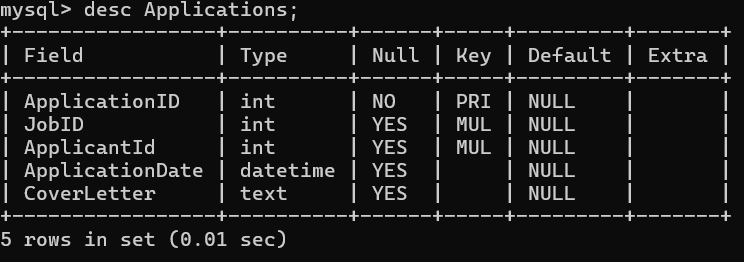 mysql> desc Applications;
+-----------------+----------+------+-----+---------+-------+
| Field           | Type     | Null | Key | Default | Extra |
+-----------------+----------+------+-----+---------+-------+
| ApplicationID   | int      | NO   | PRI | NULL    |       |
| JobID           | int      | YES  | MUL | NULL    |       |
| ApplicantId     | int      | YES  | MUL | NULL    |       |
| ApplicationDate | datetime | YES  |     | NULL    |       |
| CoverLetter     | text     | YES  |     | NULL    |       |
+-----------------+----------+------+-----+---------+-------+
5 rows in set (0.01 sec)